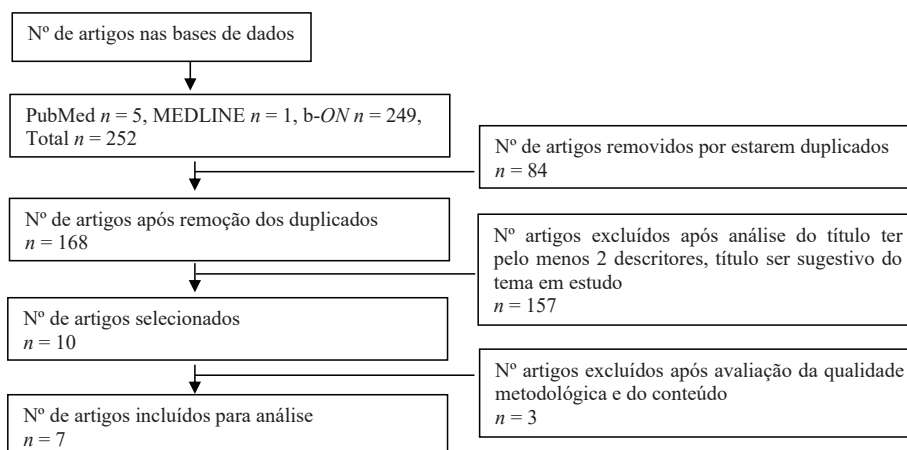 Nº de artigos nas bases de dados
PubMed n = 5, MEDLINE n = 1, b-ON n = 249,
Total n = 252
Nº de artigos removidos por estarem duplicados
n = 84
Nº de artigos após remoção dos duplicados
n = 168
Nº artigos excluídos após análise do título ter
pelo menos 2 descritores, título ser sugestivo do
tema em estudo
n = 157
Nº de artigos selecionados
n = 10
Nº artigos excluídos após avaliação da qualidade
metodológica e do conteúdo
n = 3
Nº de artigos incluídos para análise
n = 7